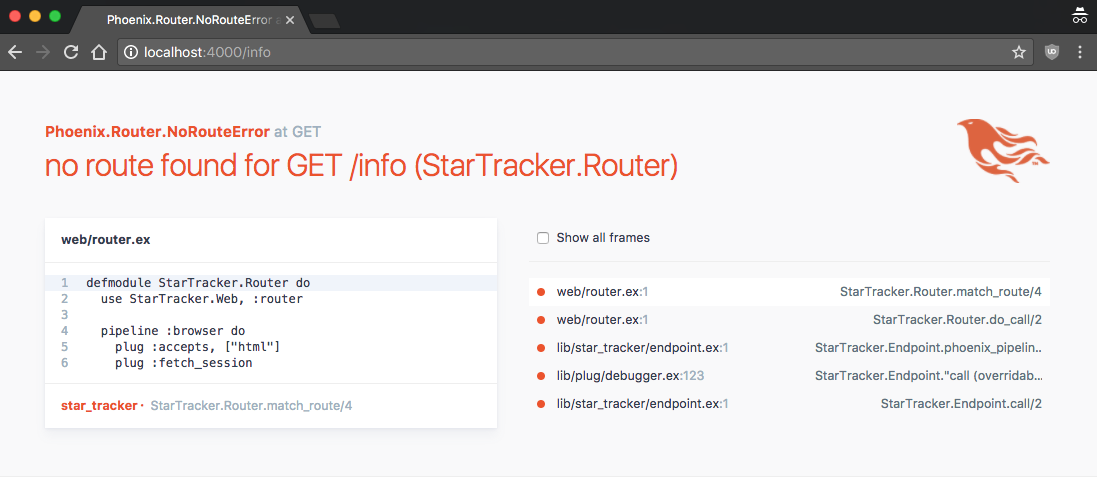 Phoenix.Router.NoRouteError a
localhost:4000/info
Phoenix.Router.NoRouteError at GET
no route found for GET /info (StarTracker.Router)
web/router.ex
1 defmodule StarTracker.Router do
2 use StarTracker.Web, :router
3
4 pipeline :browser do
5 plug :accepts, ["html"]
6 plug :fetch_session
star_tracker · StarTracker.Router.match_route/4
Show all frames
web/router.ex:1 StarTracker.Router.match_route/4
web/router.ex:1 StarTracker.Router.do_call/2
lib/star_tracker/endpoint.ex:1 StarTracker.Endpoint.phoenix_pipelin...
lib/plug/debugger.ex:123 StarTracker.Endpoint."call (overridab...
lib/star_tracker/endpoint.ex:1 StarTracker.Endpoint.call/2